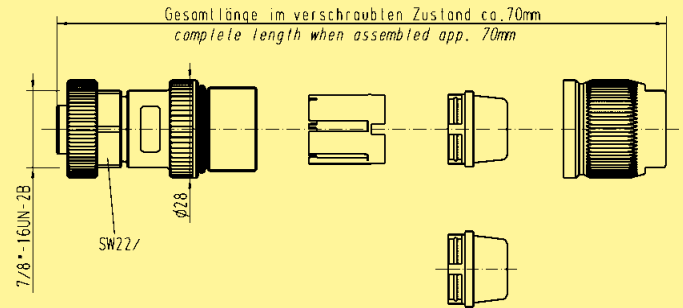 Gesamtlänge im verschraubten Zustand ca.70mm
complete length when assembled app. 70mm
7/8"-16UN-2B
SW22/
ø28